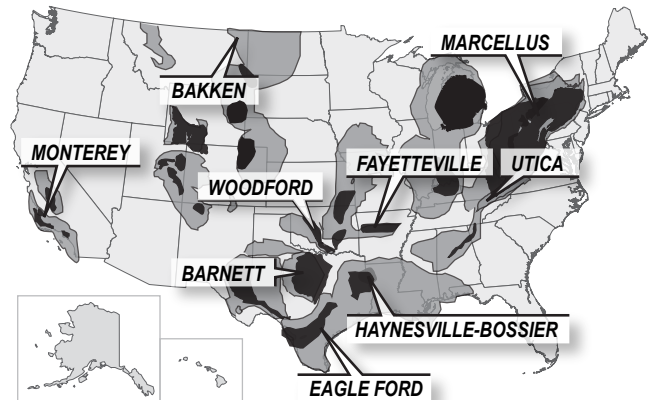 MARCELLUS
BAKKEN
MONTEREY
FAYETTEVILLE
UTICA
WOODFORD
BARNETT
HAYNESVILLE-BOSSIER
EAGLE FORD